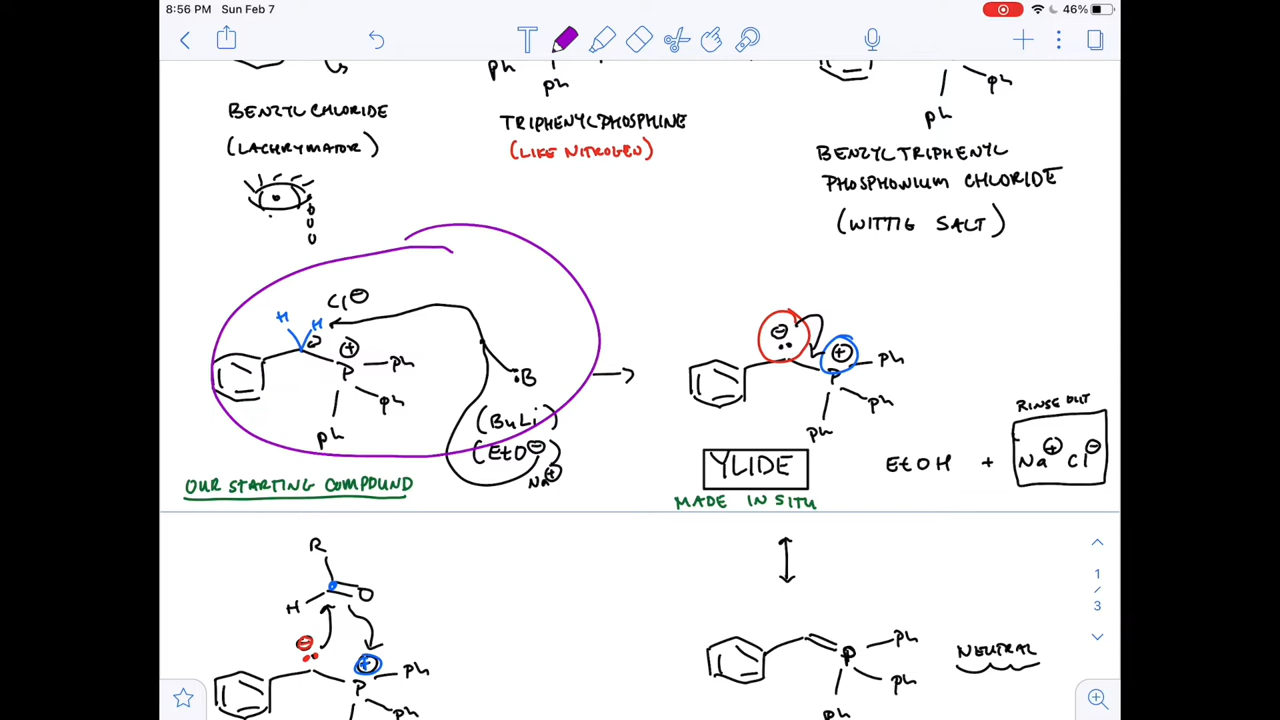 8:56 PM Sun Feb 7
46%
T
Ph
Ph
Ph
Ph
BENZYL CHLORIDE
(LACHRYMATOR)
TRIPHENYLPHOSPHINE
(LIKE NITROGEN)
BENZYLTRIPHENYL
PHOSPHONIUM CHLORIDE
(WITTIG SALT)
H H Cl⊖
⊕
P Ph
Ph
Ph
:B
(BuLi)
(EtO⊖)
Na⊕
OUR STARTING COMPOUND
⊖
⊕
P Ph
Ph
Ph
YLIDE
MADE IN SITU
EtOH +
RINSE OUT
Na⊕ Cl⊖
R
H O
⊖
⊕
P Ph
Ph
P Ph
Ph
Ph
NEUTRAL
1
/
3